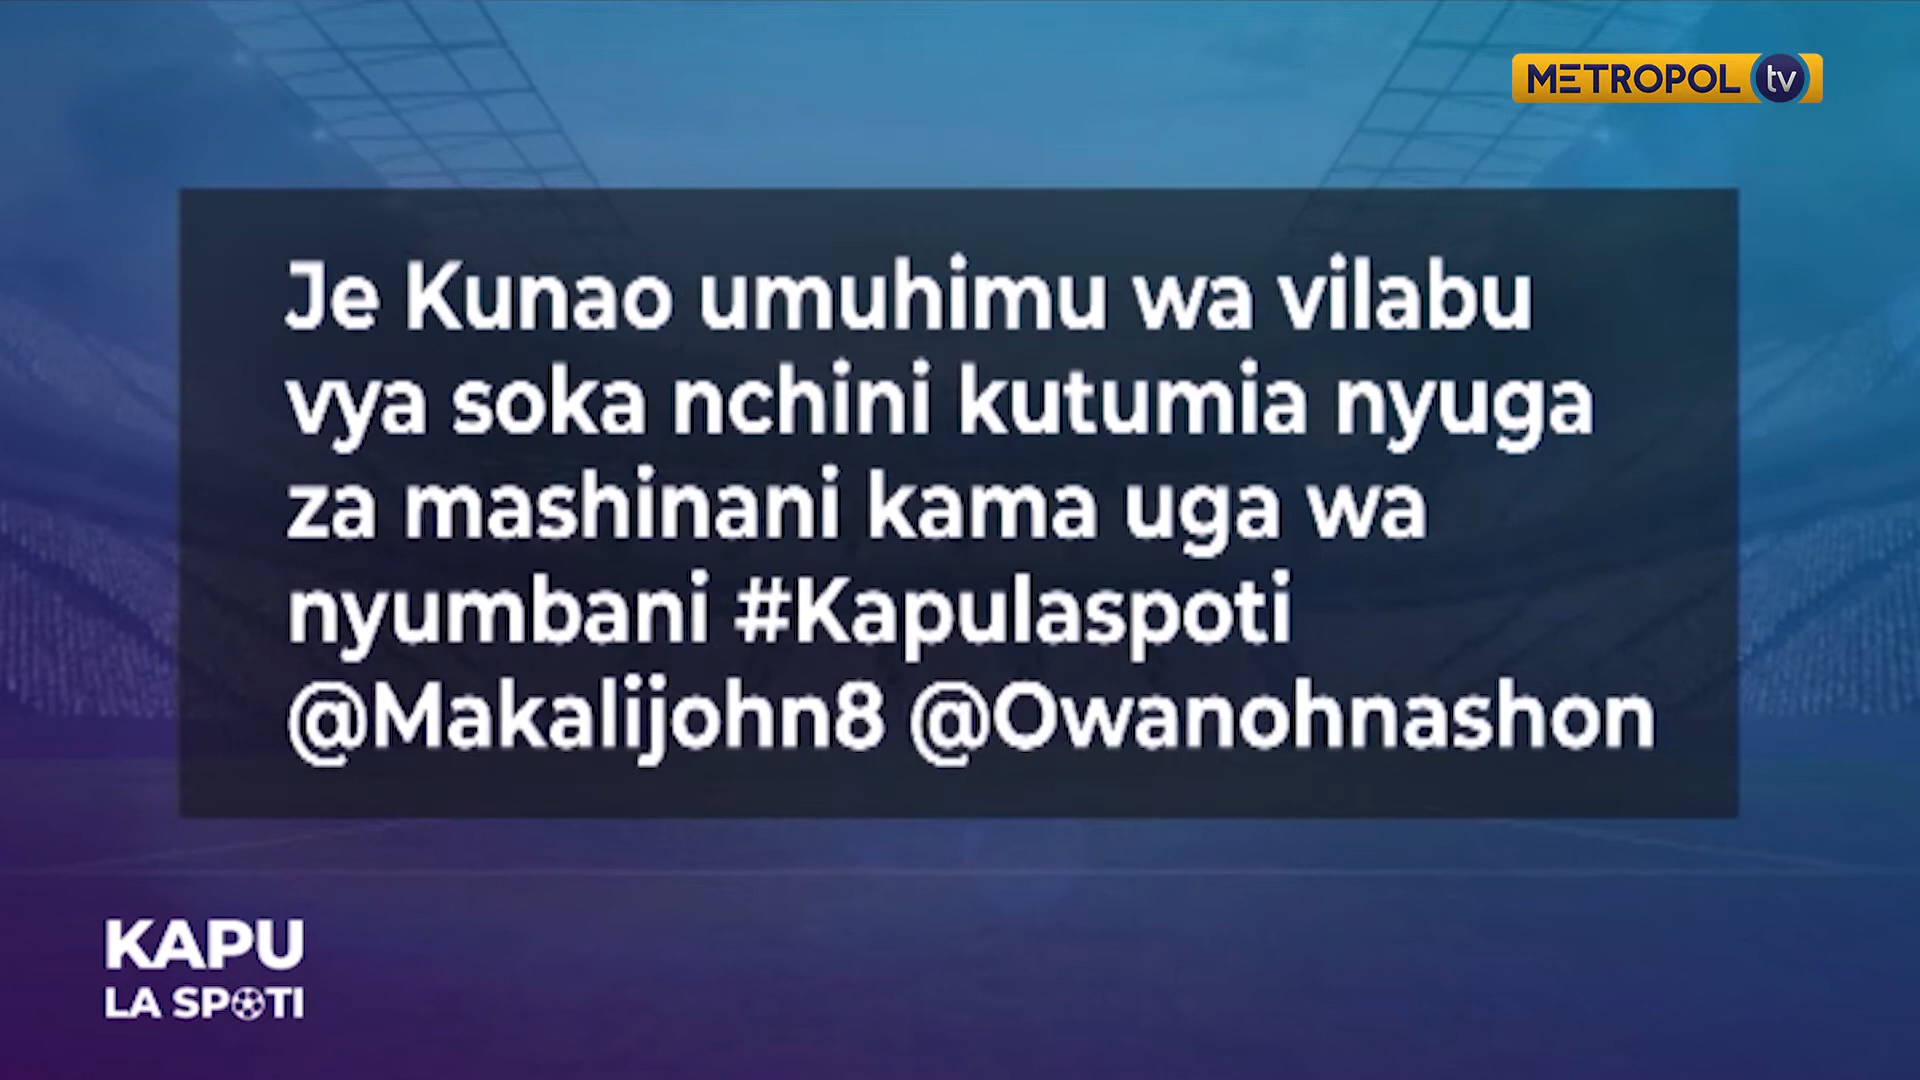 METROPOL tv
Je Kunao umuhimu wa vilabu
vya soka nchini kutumia nyuga
za mashinani kama uga wa
nyumbani #Kapulaspoti
@Makalijohn8 @Owanohnashon
KAPU
LA SPOTI